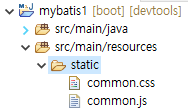 mybatis1 [boot] [devtools]
src/main/java
src/main/resources
static
common.css
common.js